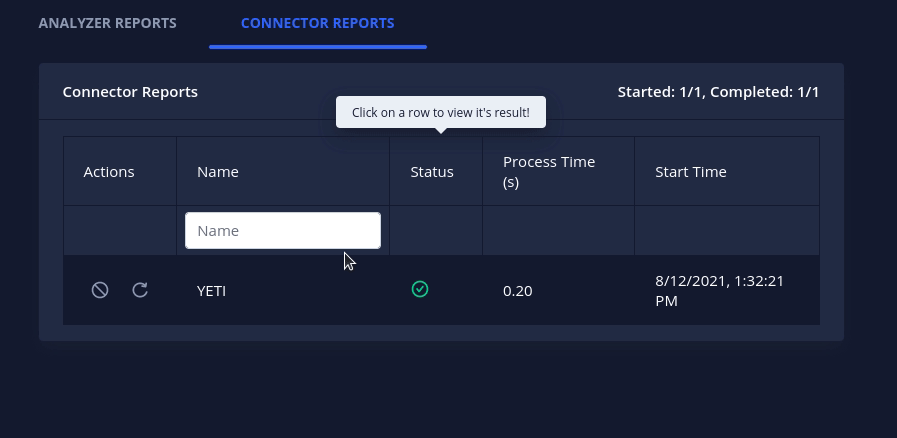 ANALYZER REPORTS
CONNECTOR REPORTS
Connector Reports
Started: 1/1, Completed: 1/1
Click on a row to view it's result!
Actions
Name
Status
Process Time
(s)
Start Time
Name
YETI
0.20
8/12/2021, 1:32:21
PM